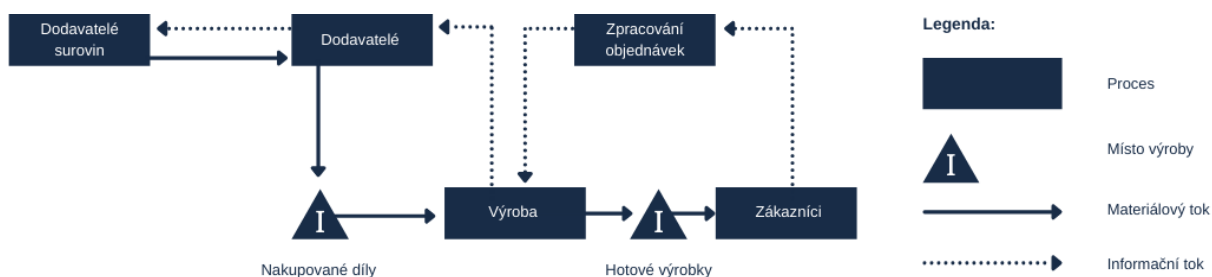 Dodavatelé
surovin
Dodavatelé
Zpracování
objednávek
I
Výroba
I
Zákazníci
Nakupované díly
Hotové výrobky
Legenda:
Proces
I
Místo výroby
Materiálový tok
Informační tok